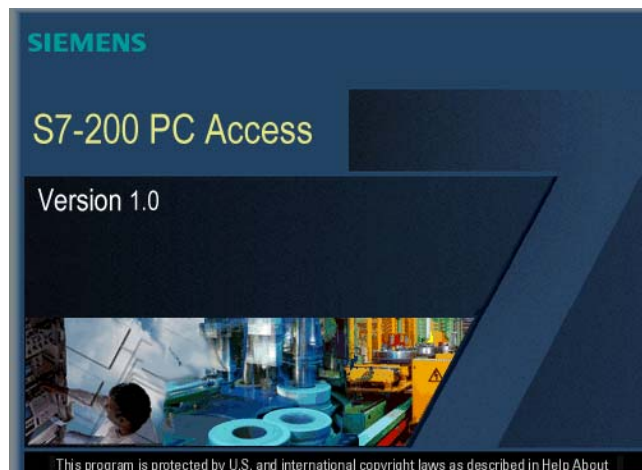 SIEMENS
S7-200 PC Access
Version 1.0
This program is protected by U.S. and international copyright laws as described in Help About